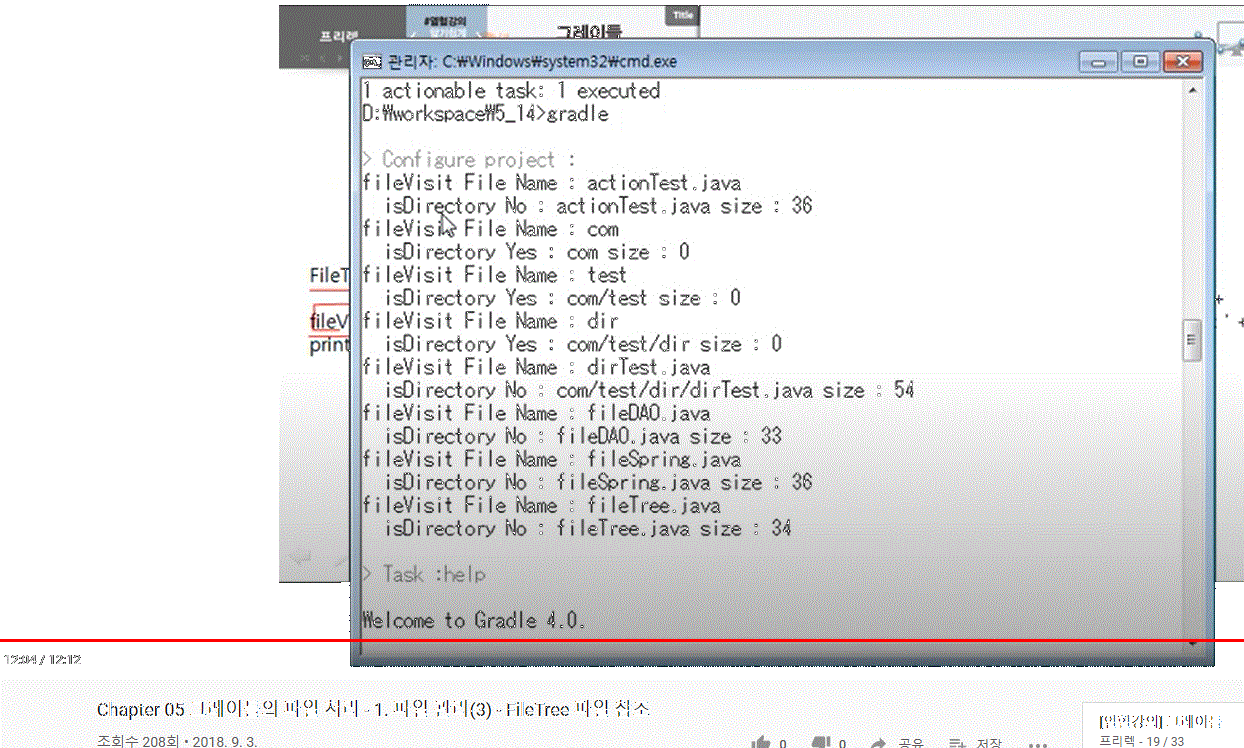 #열혈강의
Title
프리렉
그레이들
관리자: C:\Windows\system32\cmd.exe
1 actionable task: 1 executed
D:\workspace\5_14>gradle
> Configure project :
fileVisit File Name : actionTest.java
isDirectory No : actionTest.java size : 36
fileVisit File Name : com
isDirectory Yes : com size : 0
fileVisit File Name : test
isDirectory Yes : com/test size : 0
fileVisit File Name : dir
isDirectory Yes : com/test/dir size : 0
fileVisit File Name : dirTest.java
isDirectory No : com/test/dir/dirTest.java size : 54
fileVisit File Name : fileDAO.java
isDirectory No : fileDAO.java size : 33
fileVisit File Name : fileSpring.java
isDirectory No : fileSpring.java size : 36
fileVisit File Name : fileTree.java
isDirectory No : fileTree.java size : 34
> Task :help
Welcome to Gradle 4.0.
FileT
fileV
print
12:04 / 12:12
Chapter 05. 그레이들의 파일 처리 - 1. 파일 관리(3) - FileTree 파일 참조
조회수 208회 • 2018. 9. 3.
0
0
공유
저장
[열혈강의] 그레이들
프리렉 - 19 / 33